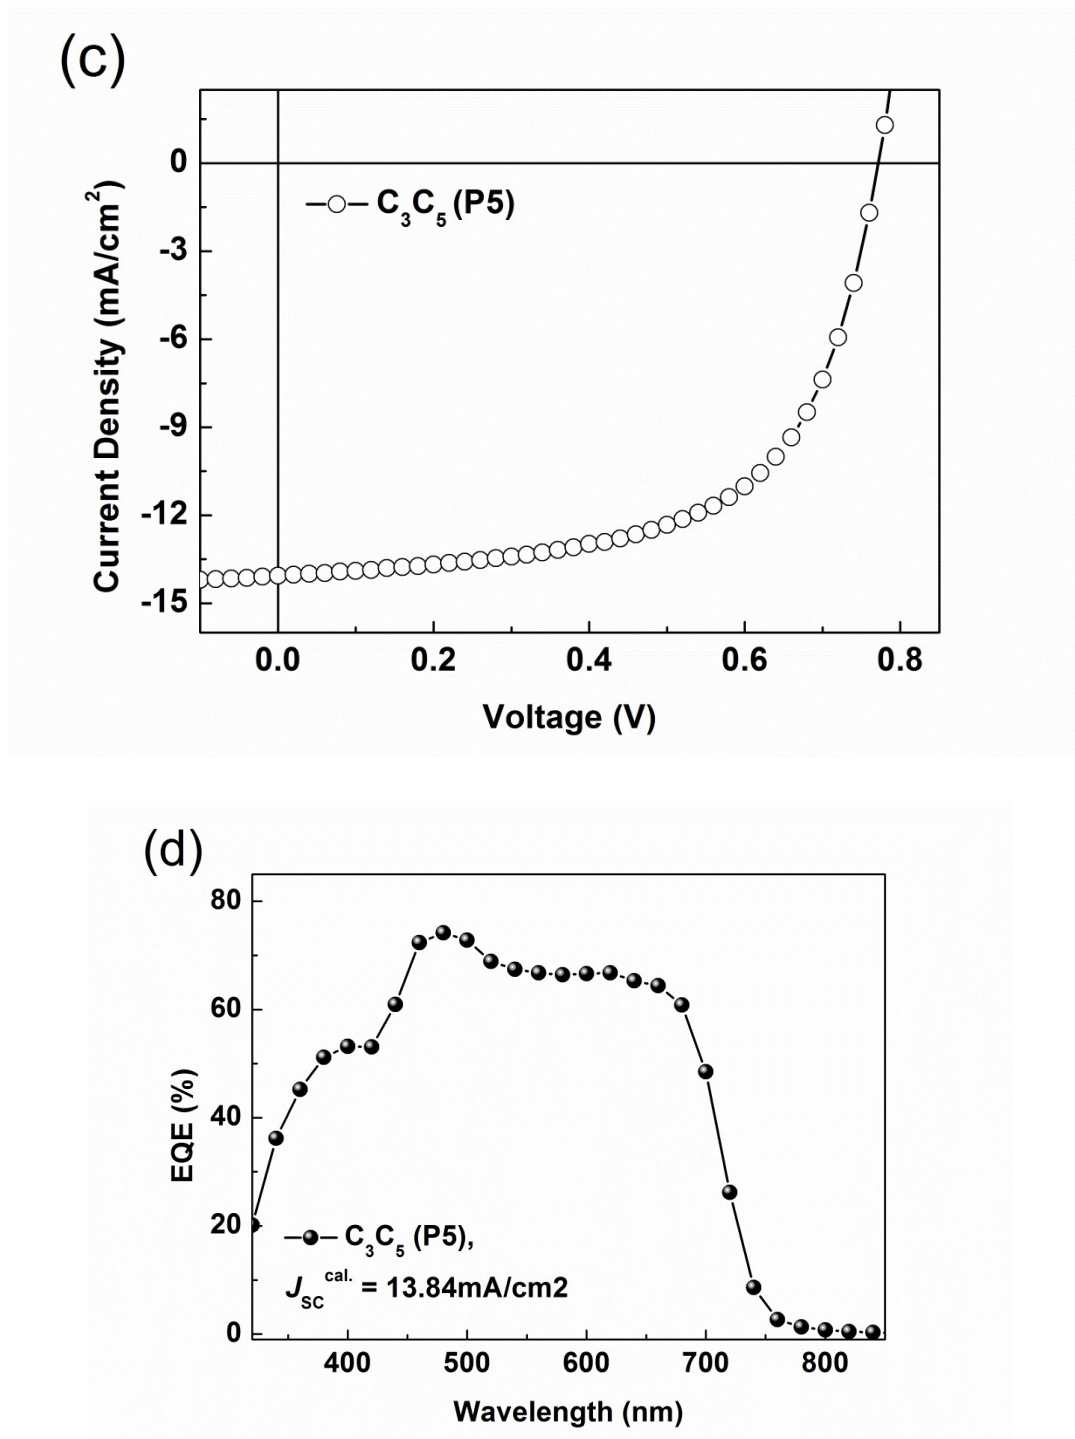 (c)
0
-3
-6
-9
-12
-15
Current Density (mA/cm²)
C₃C₅ (P5)
0.0 0.2 0.4 0.6 0.8
Voltage (V)
(d)
80
60
40
20
0
EQE (%)
C₃C₅ (P5),
J_SC^cal. = 13.84mA/cm2
400 500 600 700 800
Wavelength (nm)